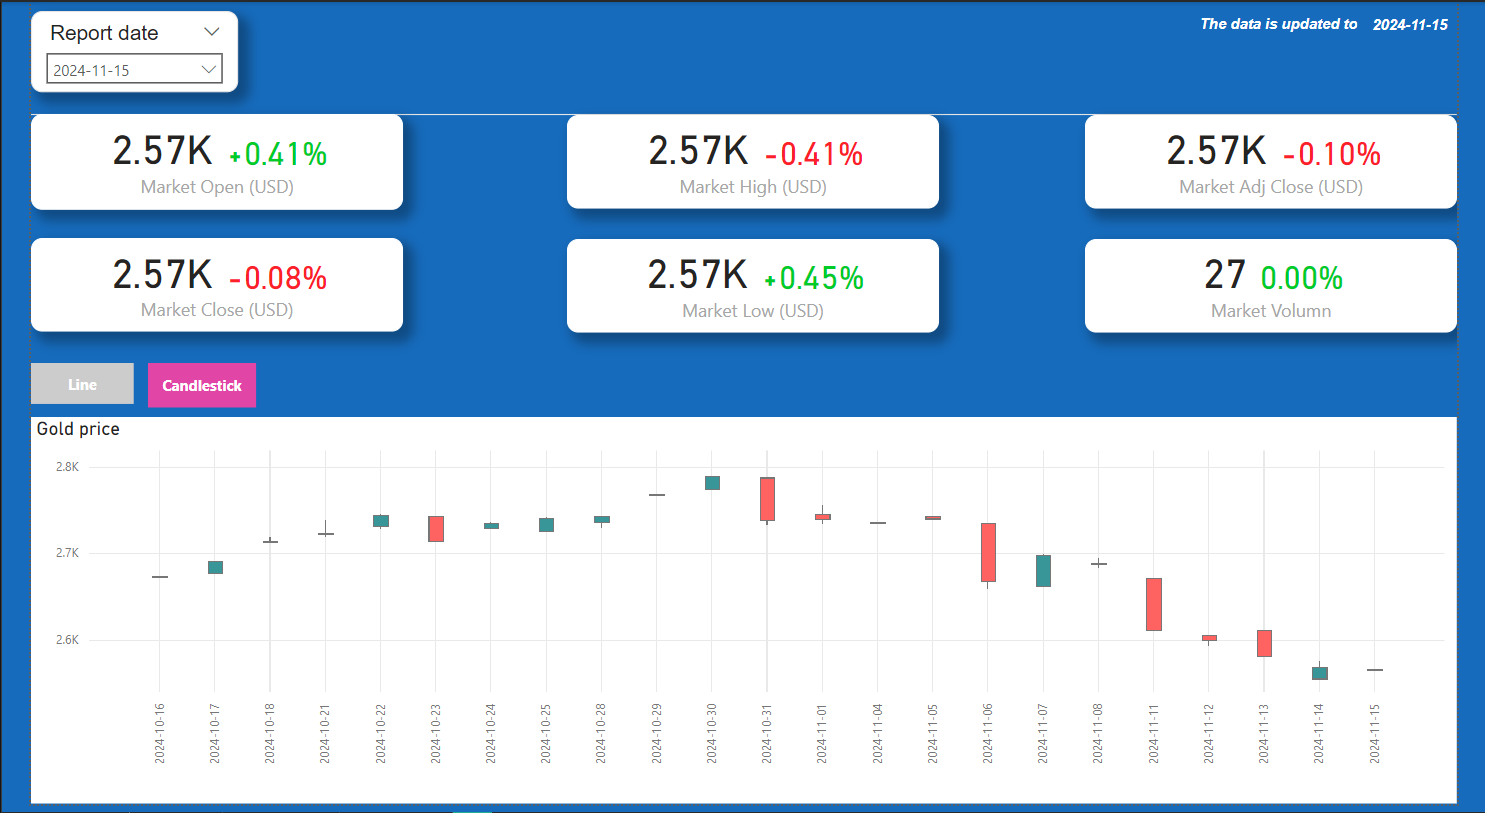 Report date
2024-11-15
The data is updated to 2024-11-15
2.57K +0.41%
Market Open (USD)
2.57K -0.41%
Market High (USD)
2.57K -0.10%
Market Adj Close (USD)
2.57K -0.08%
Market Close (USD)
2.57K +0.45%
Market Low (USD)
27 0.00%
Market Volumn
Line
Candlestick
Gold price
2.8K
2.7K
2.6K
2024-10-16
2024-10-17
2024-10-18
2024-10-21
2024-10-22
2024-10-23
2024-10-24
2024-10-25
2024-10-28
2024-10-29
2024-10-30
2024-10-31
2024-11-01
2024-11-04
2024-11-05
2024-11-06
2024-11-07
2024-11-08
2024-11-11
2024-11-12
2024-11-13
2024-11-14
2024-11-15